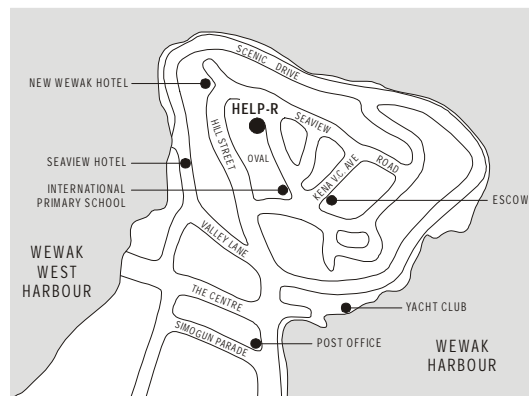 SCENIC DRIVE
NEW WEWAK HOTEL
HELP-R
SEAVIEW
HILL STREET
OVAL
ROAD
SEAVIEW HOTEL
KENA V.C. AVE
INTERNATIONAL
PRIMARY SCHOOL
ESCOW
VALLEY LANE
WEWAK
WEST
HARBOUR
THE CENTRE
YACHT CLUB
SIMOGUN PARADE
POST OFFICE
WEWAK
HARBOUR